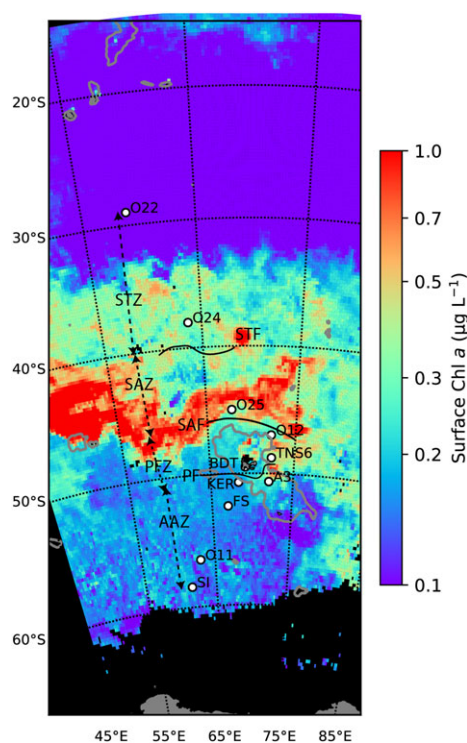 20°S
30°S
40°S
50°S
60°S
45°E 55°E 65°E 75°E 85°E
O22
STZ
O24
STF
SAZ
O25
SAF
O12
BDT
TNS6
PFZ
PF
KER
A3
FS
AAZ
O11
SI
1.0
0.7
0.5
0.3
0.2
0.1
Surface Chl a (µg L⁻¹)